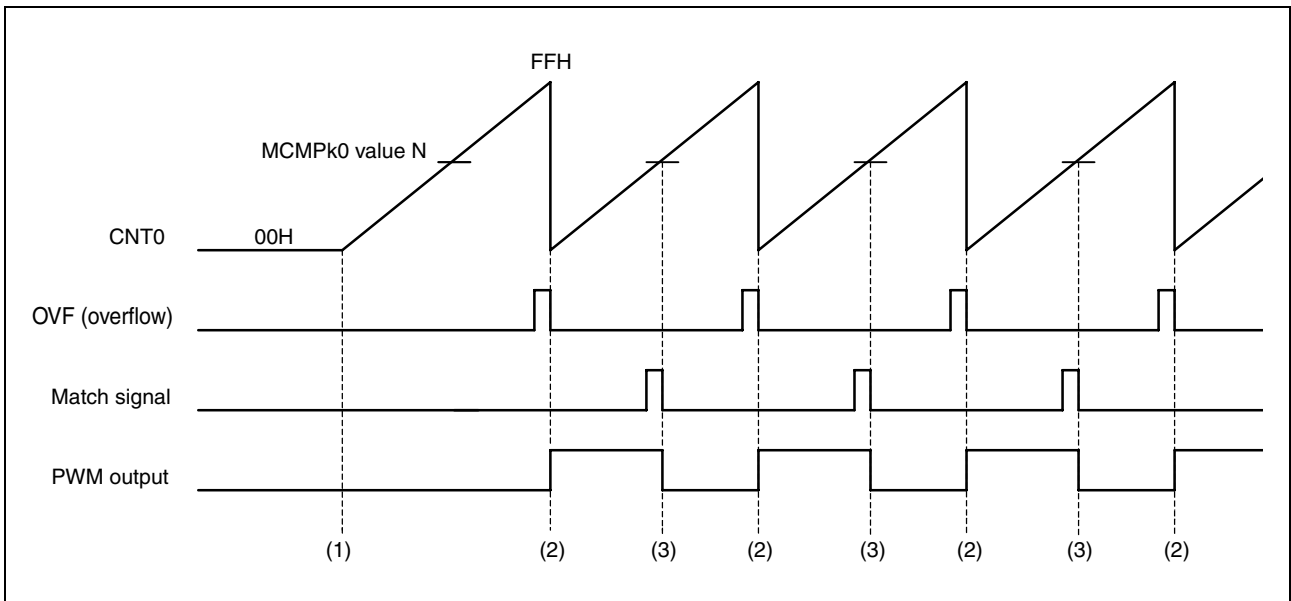 FFH
MCMPk0 value N
CNT0
00H
OVF (overflow)
Match signal
PWM output
(1) (2) (3) (2) (3) (2) (3) (2)